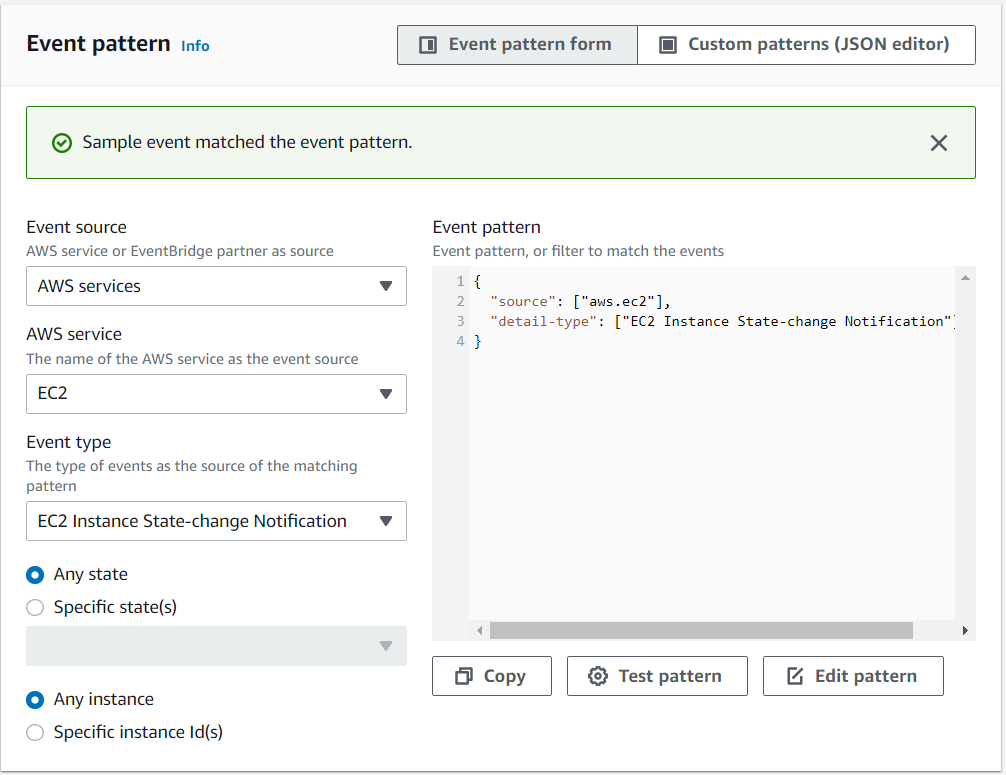 Event pattern Info
Event pattern form
Custom patterns (JSON editor)
Sample event matched the event pattern.
Event source
AWS service or EventBridge partner as source
AWS services
AWS service
The name of the AWS service as the event source
EC2
Event type
The type of events as the source of the matching
pattern
EC2 Instance State-change Notification
Any state
Specific state(s)
Any instance
Specific instance Id(s)
Event pattern
Event pattern, or filter to match the events
1 {
2   "source": ["aws.ec2"],
3   "detail-type": ["EC2 Instance State-change Notification"]
4 }
Copy
Test pattern
Edit pattern